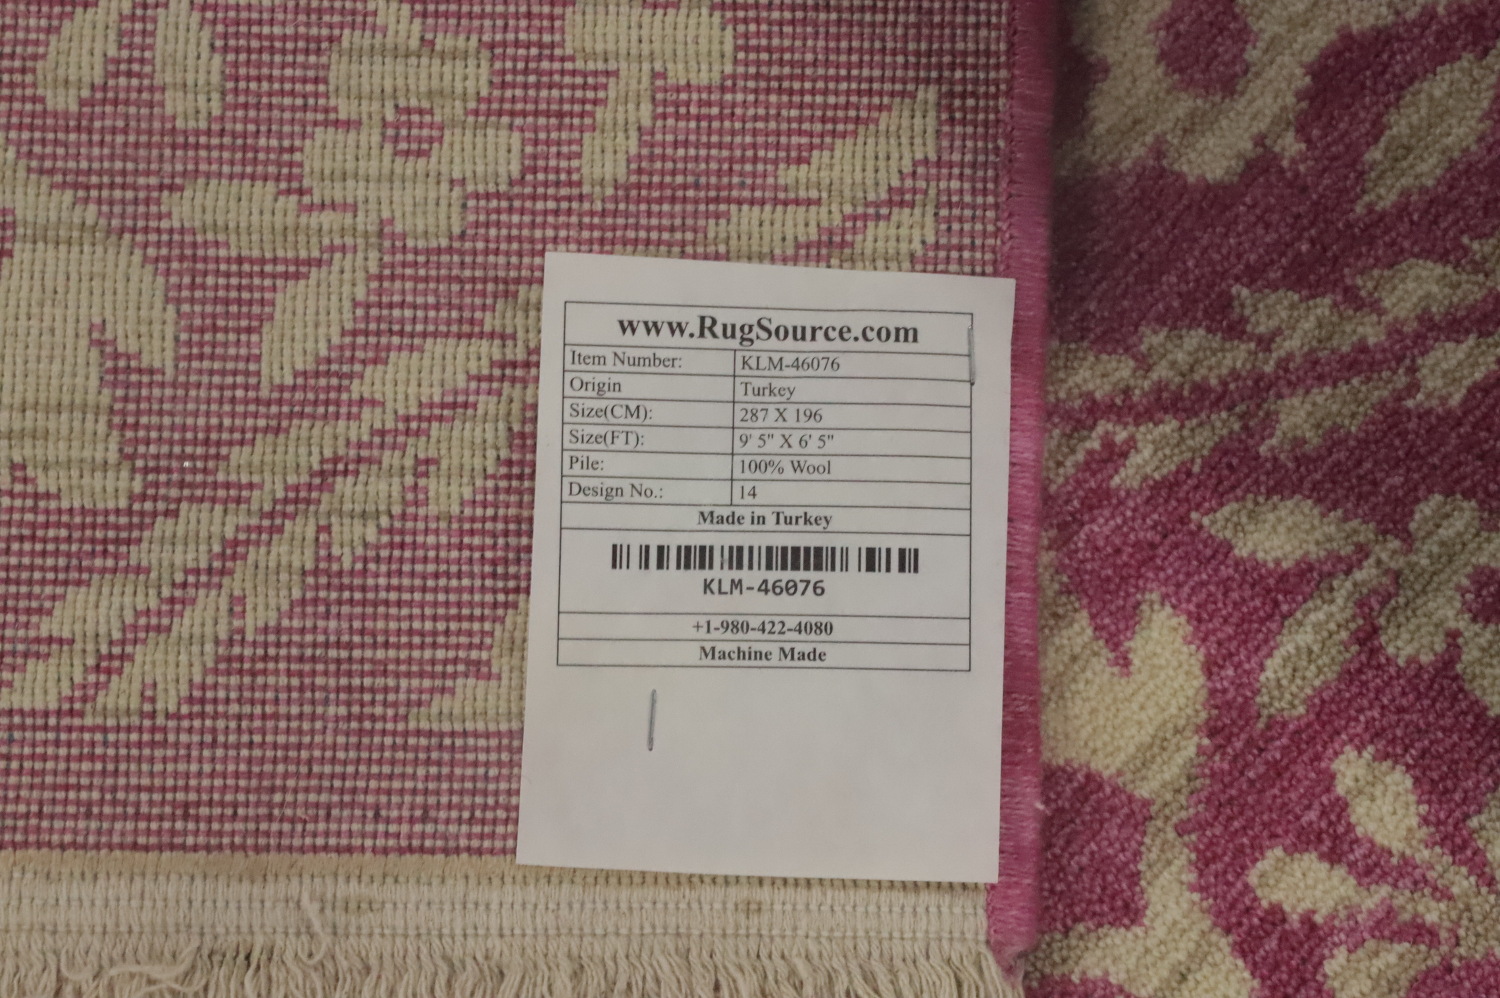 www.RugSource.com
Item Number: KLM-46076
Origin Turkey
Size(CM): 287 X 196
Size(FT): 9' 5" X 6' 5"
Pile: 100% Wool
Design No.: 14
Made in Turkey
KLM-46076
+1-980-422-4080
Machine Made